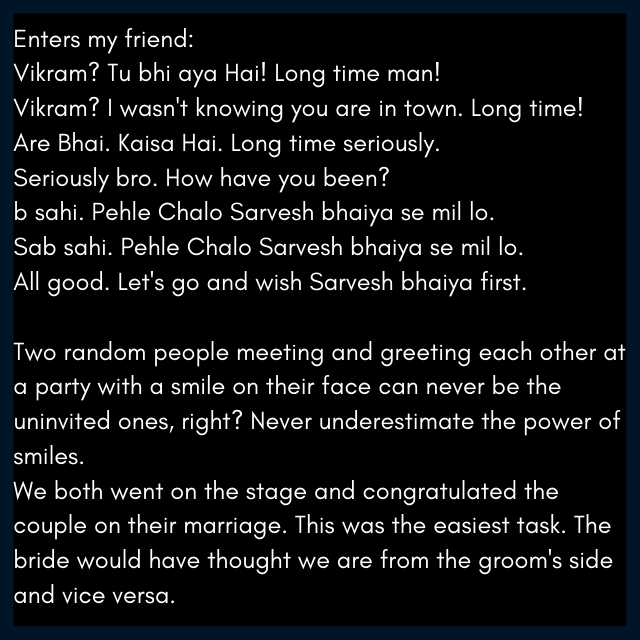 Enters my friend:
Vikram? Tu bhi aya Hai! Long time man!
Vikram? I wasn't knowing you are in town. Long time!
Are Bhai. Kaisa Hai. Long time seriously.
Seriously bro. How have you been?
b sahi. Pehle Chalo Sarvesh bhaiya se mil lo.
Sab sahi. Pehle Chalo Sarvesh bhaiya se mil lo.
All good. Let's go and wish Sarvesh bhaiya first.

Two random people meeting and greeting each other at
a party with a smile on their face can never be the
uninvited ones, right? Never underestimate the power of
smiles.
We both went on the stage and congratulated the
couple on their marriage. This was the easiest task. The
bride would have thought we are from the groom's side
and vice versa.